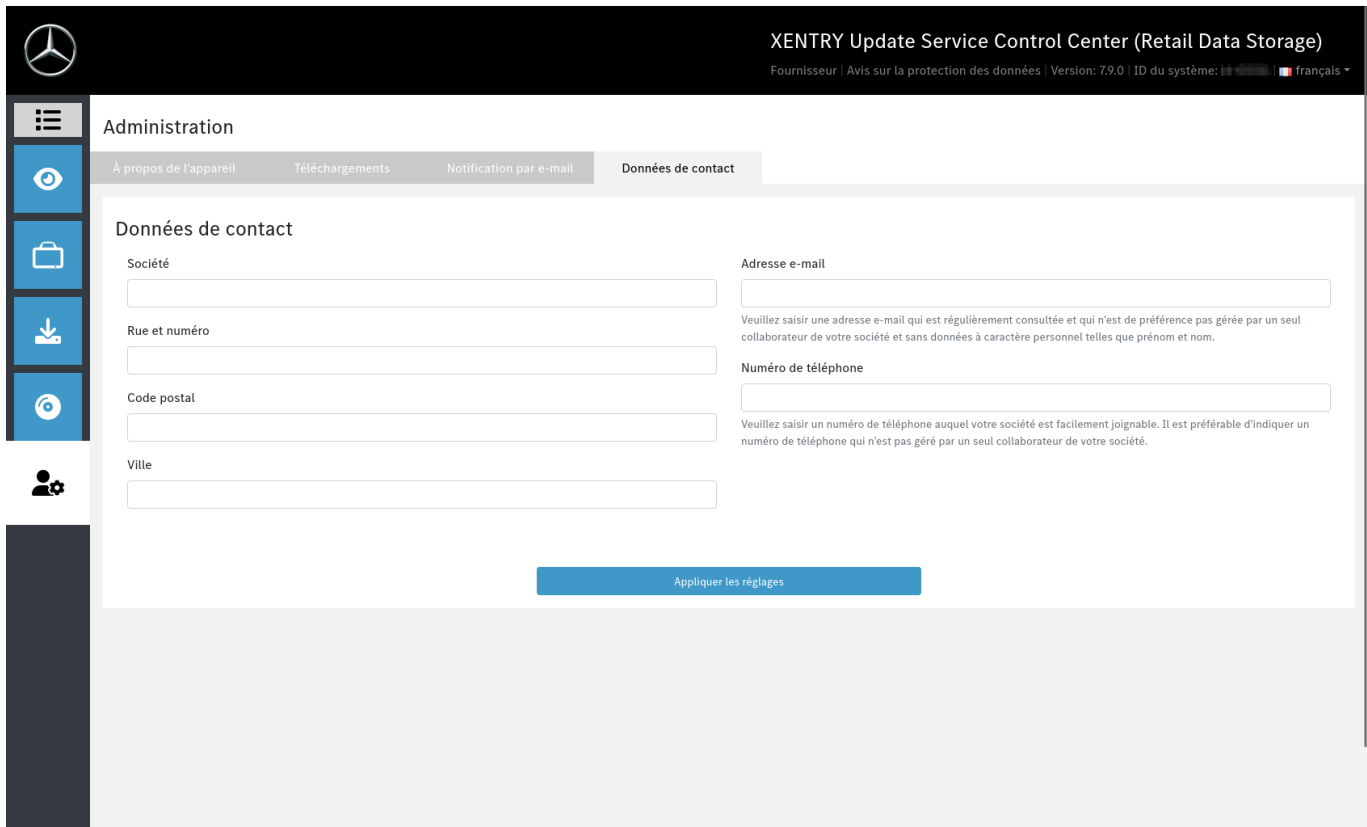 XENTRY Update Service Control Center (Retail Data Storage)
Fournisseur | Avis sur la protection des données | Version: 7.9.0 | ID du système: | français
Administration
À propos de l'appareil Téléchargements Notification par e-mail Données de contact
Données de contact
Société
Rue et numéro
Code postal
Ville
Adresse e-mail
Veuillez saisir une adresse e-mail qui est régulièrement consultée et qui n'est de préférence pas gérée par un seul
collaborateur de votre société et sans données à caractère personnel telles que prénom et nom.
Numéro de téléphone
Veuillez saisir un numéro de téléphone auquel votre société est facilement joignable. Il est préférable d'indiquer un
numéro de téléphone qui n'est pas géré par un seul collaborateur de votre société.
Appliquer les réglages